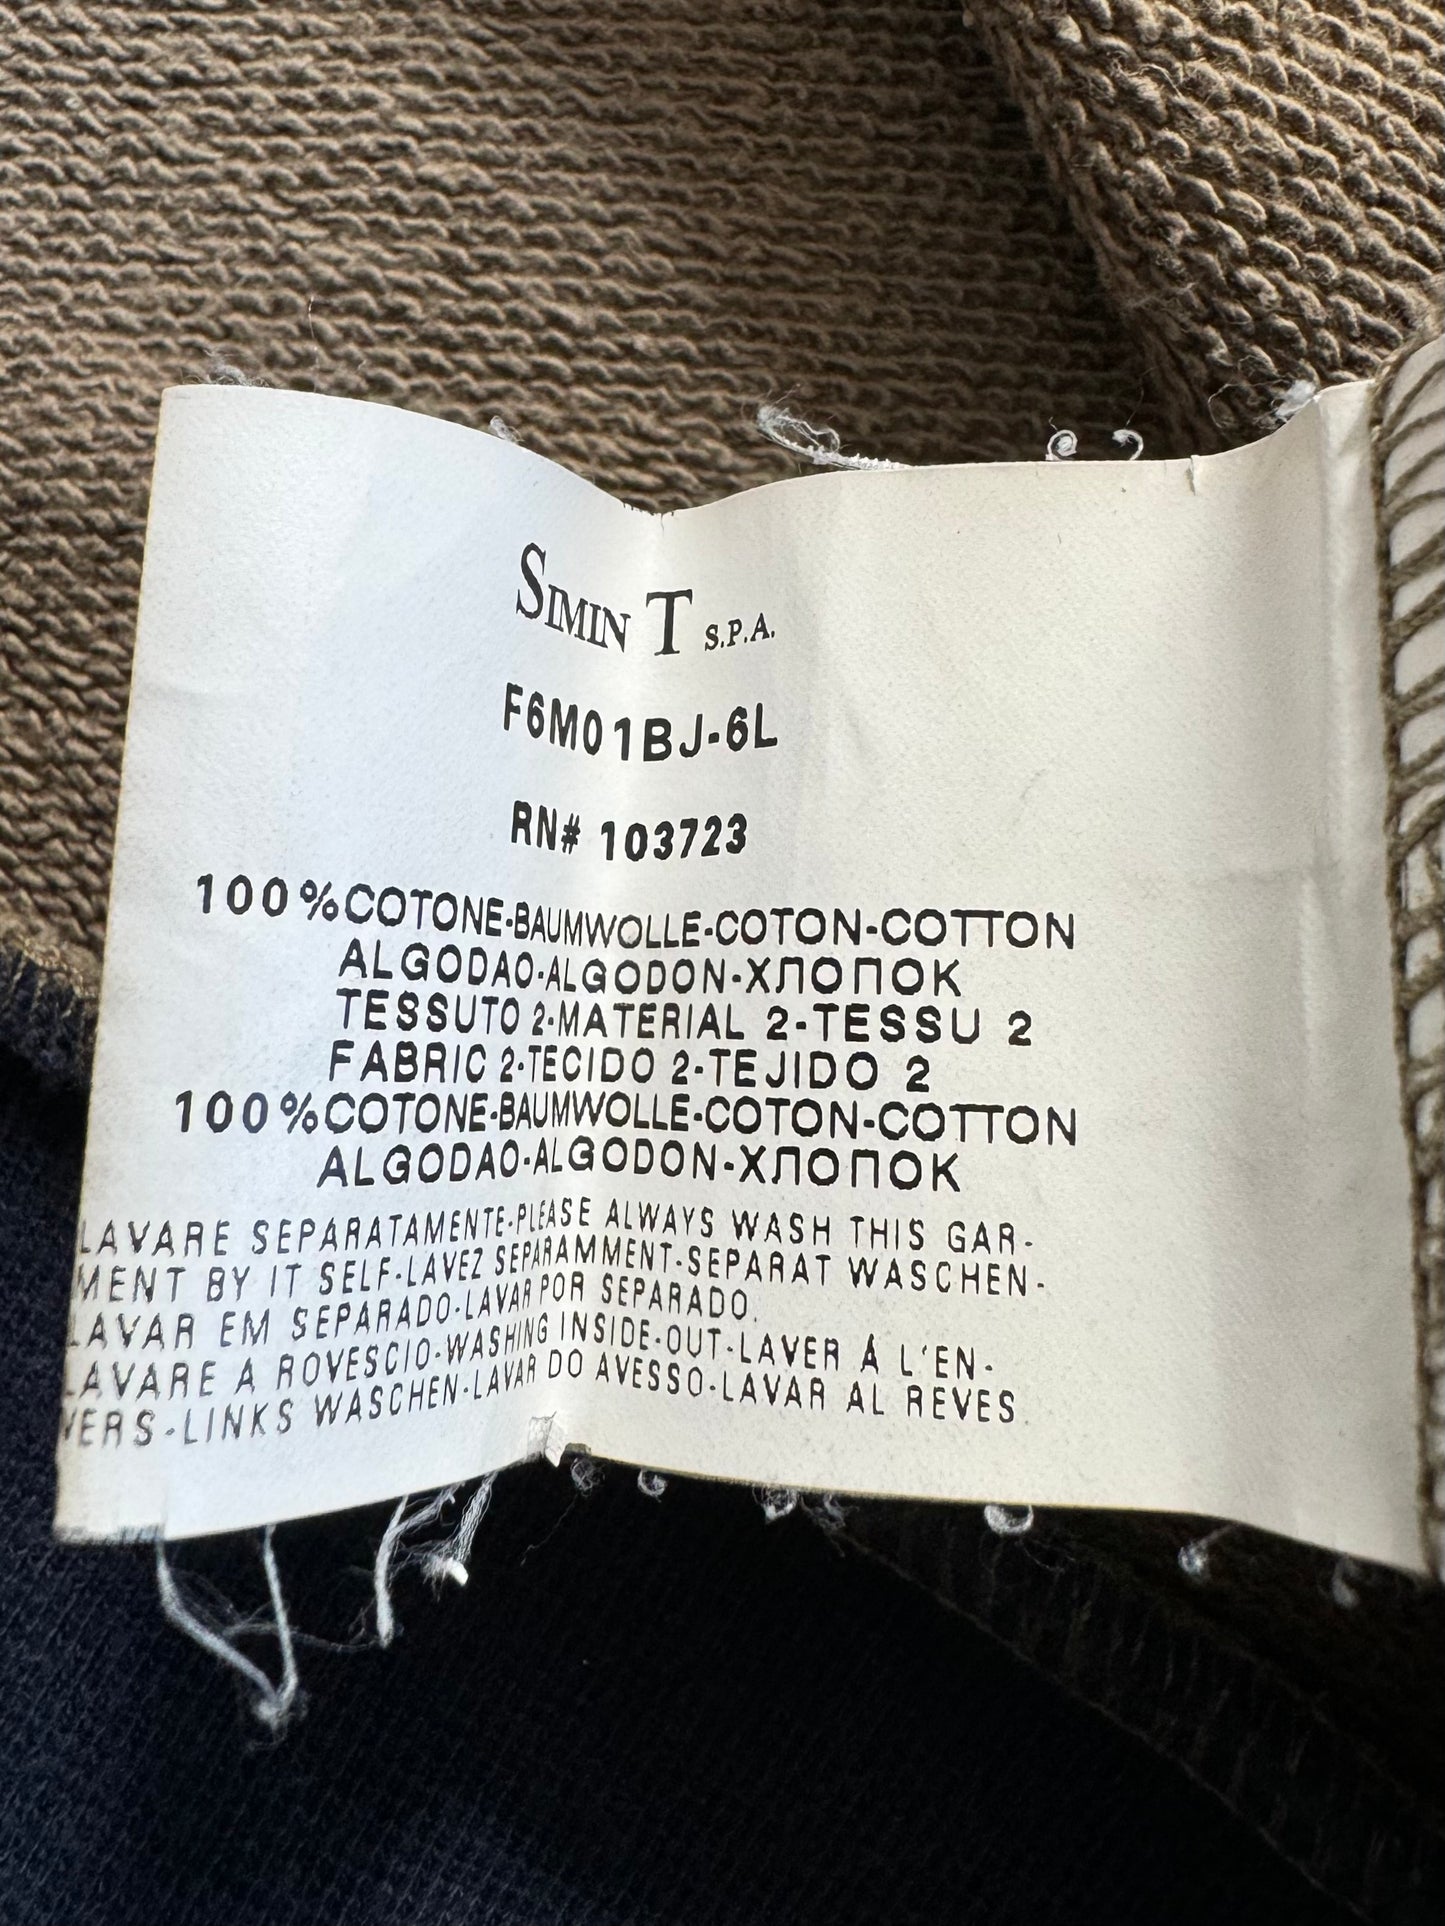 SIMIN T S.P.A.
F6M01BJ-6L
RN# 103723
100%COTONE-BAUMWOLLE-COTON-COTTON
ALGODAO-ALGODON-ХЛОПОК
TESSUTO 2-MATERIAL 2-TESSU 2
FABRIC 2-TECIDO 2-TEJIDO 2
100%COTONE-BAUMWOLLE-COTON-COTTON
ALGODAO-ALGODON-ХЛОПОК
LAVARE SEPARATAMENTE-PLEASE ALWAYS WASH THIS GAR-
MENT BY IT SELF-LAVEZ SEPARAMMENT-SEPARAT WASCHEN-
LAVAR EM SEPARADO-LAVAR POR SEPARADO.
LAVARE A ROVESCIO-WASHING INSIDE-OUT-LAVER Á L'EN-
VERS-LINKS WASCHEN-LAVAR DO AVESSO-LAVAR AL REVES